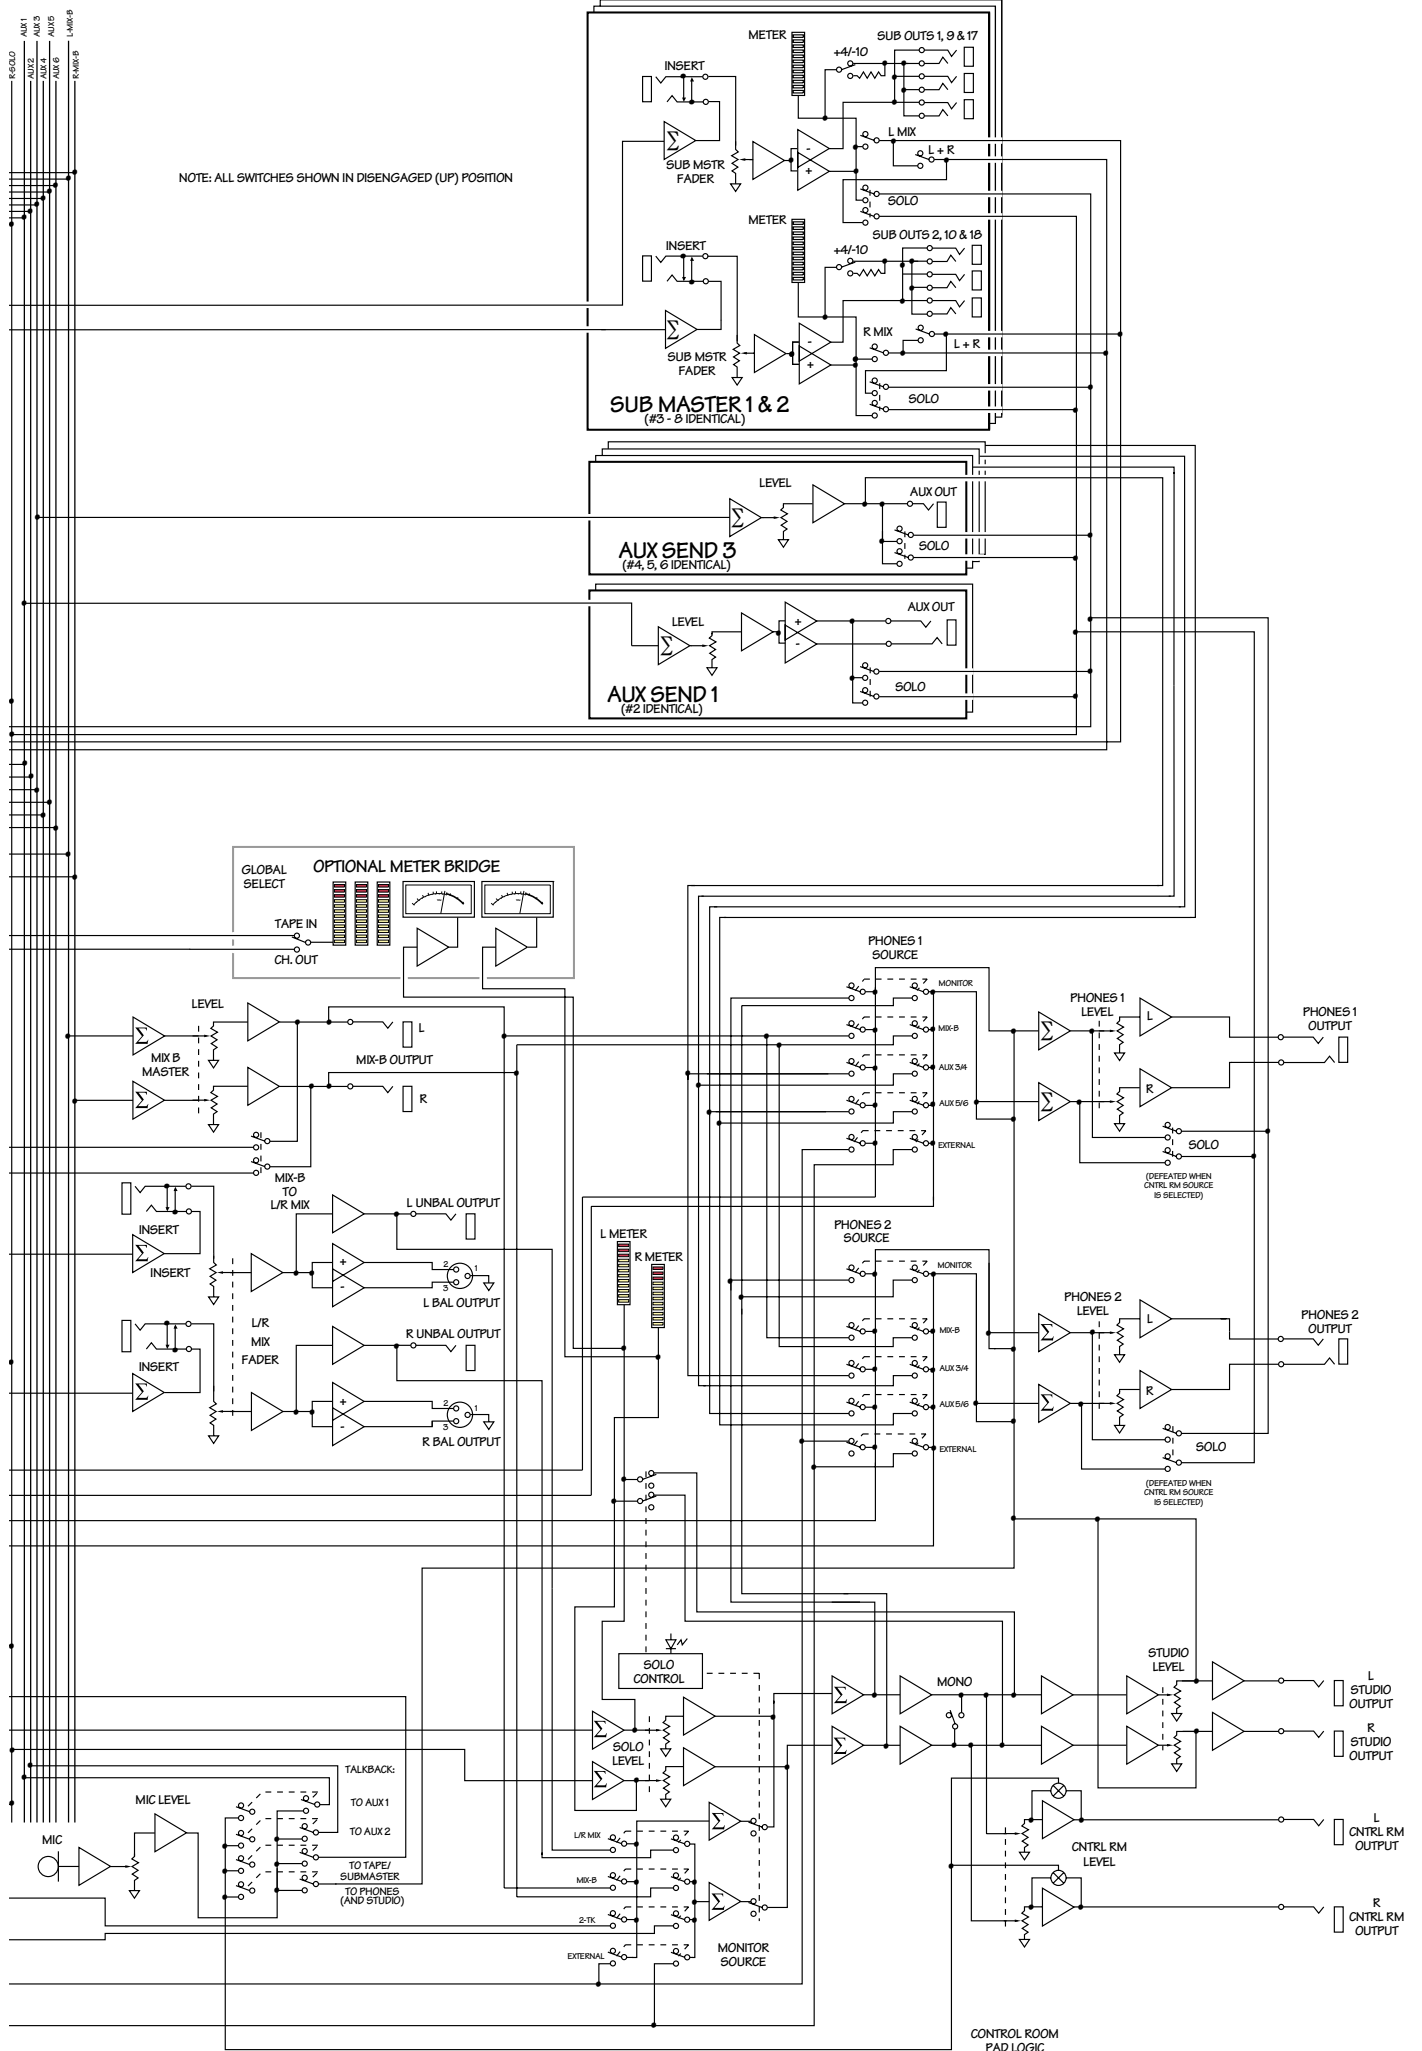 R-SOLO
AUX 1
AUX2
AUX 3
AUX 4
AUX5
AUX 6
L-MIX-B
R-MIX-B
NOTE: ALL SWITCHES SHOWN IN DISENGAGED (UP) POSITION
METER
SUB OUTS 1, 9 & 17
+4/-10
INSERT
Σ
SUB MSTR
FADER
-
+
L MIX
L + R
SOLO
METER
SUB OUTS 2, 10 & 18
+4/-10
INSERT
Σ
SUB MSTR
FADER
-
+
R MIX
L + R
SOLO
SUB MASTER 1 & 2
(#3 - 8 IDENTICAL)
LEVEL
AUX OUT
Σ
SOLO
AUX SEND 3
(#4, 5, 6 IDENTICAL)
LEVEL
AUX OUT
Σ
+
-
SOLO
AUX SEND 1
(#2 IDENTICAL)
OPTIONAL METER BRIDGE
GLOBAL
SELECT
TAPE IN
CH. OUT
LEVEL
Σ
MIX B
MASTER
Σ
L
MIX-B OUTPUT
R
MIX-B
TO
L/R MIX
INSERT
Σ
INSERT
L UNBAL OUTPUT
+
-
2
1
3
L BAL OUTPUT
L/R
MIX
FADER
INSERT
Σ
R UNBAL OUTPUT
+
-
2
1
3
R BAL OUTPUT
L METER
R METER
PHONES 1
SOURCE
MONITOR
MIX-B
AUX 3/4
AUX 5/6
EXTERNAL
PHONES 1
LEVEL
Σ
L
Σ
R
PHONES 1
OUTPUT
SOLO
(DEFEATED WHEN
CNTRL RM SOURCE
IS SELECTED)
PHONES 2
SOURCE
MONITOR
MIX-B
AUX 3/4
AUX 5/6
EXTERNAL
PHONES 2
LEVEL
Σ
L
Σ
R
PHONES 2
OUTPUT
SOLO
(DEFEATED WHEN
CNTRL RM SOURCE
IS SELECTED)
SOLO
CONTROL
Σ
SOLO
LEVEL
Σ
Σ
Σ
MONO
STUDIO
LEVEL
L
STUDIO
OUTPUT
R
STUDIO
OUTPUT
L
CNTRL RM
OUTPUT
CNTRL RM
LEVEL
R
CNTRL RM
OUTPUT
MIC
MIC LEVEL
TALKBACK:
TO AUX 1
TO AUX 2
TO TAPE/
SUBMASTER
TO PHONES
(AND STUDIO)
L/R MIX
MIX-B
2-TK
EXTERNAL
Σ
Σ
MONITOR
SOURCE
CONTROL ROOM
PAD LOGIC